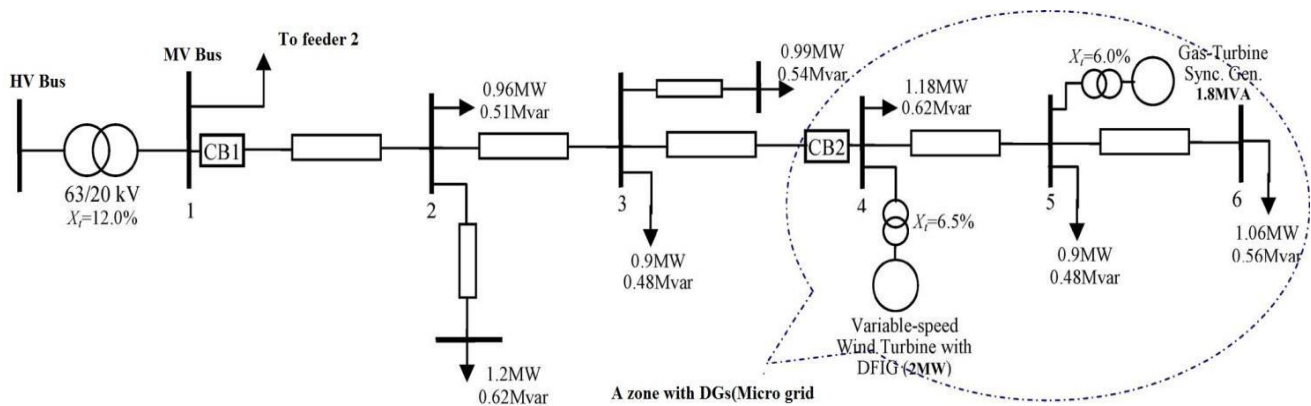 To feeder 2
MV Bus
HV Bus
63/20 kV
Xt=12.0%
1
CB1
0.96MW
0.51Mvar
2
1.2MW
0.62Mvar
3
0.9MW
0.48Mvar
0.99MW
0.54Mvar
CB2
1.18MW
0.62Mvar
4
Xt=6.5%
Variable-speed
Wind Turbine with
DFIG (-2MW)
Xt=6.0%
Gas-Turbine
Sync. Gen.
1.8MVA
5
0.9MW
0.48Mvar
6
1.06MW
0.56Mvar
A zone with DGs(Micro grid